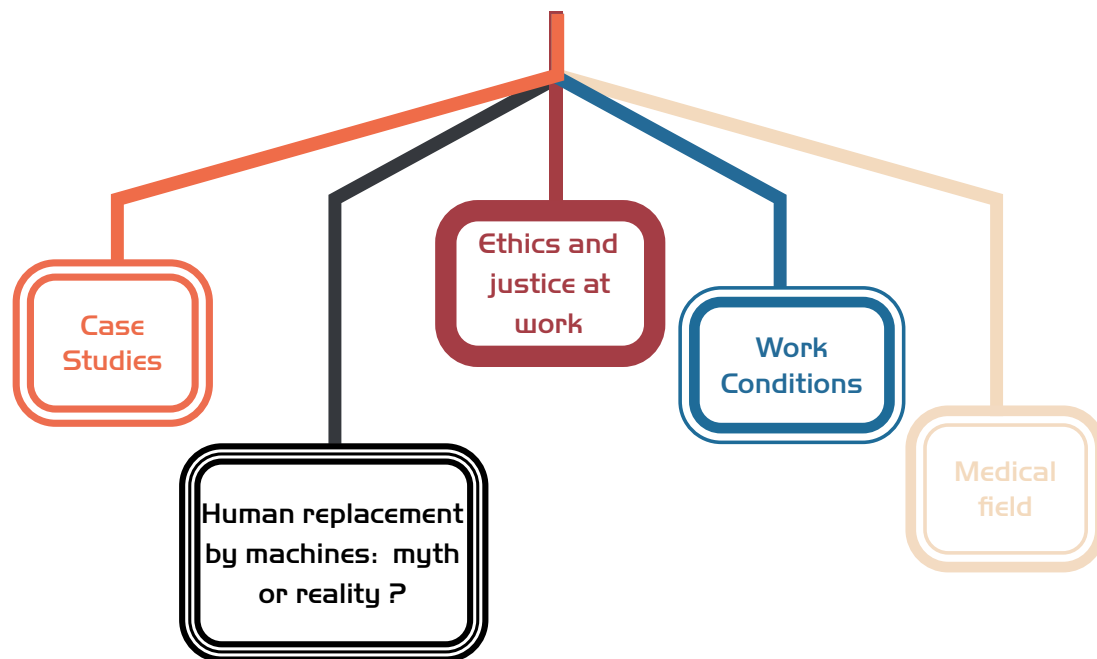 Case
Studies
Human replacement
by machines:  myth
or reality ?
Ethics and
justice at
work
Work
Conditions
Medical
field